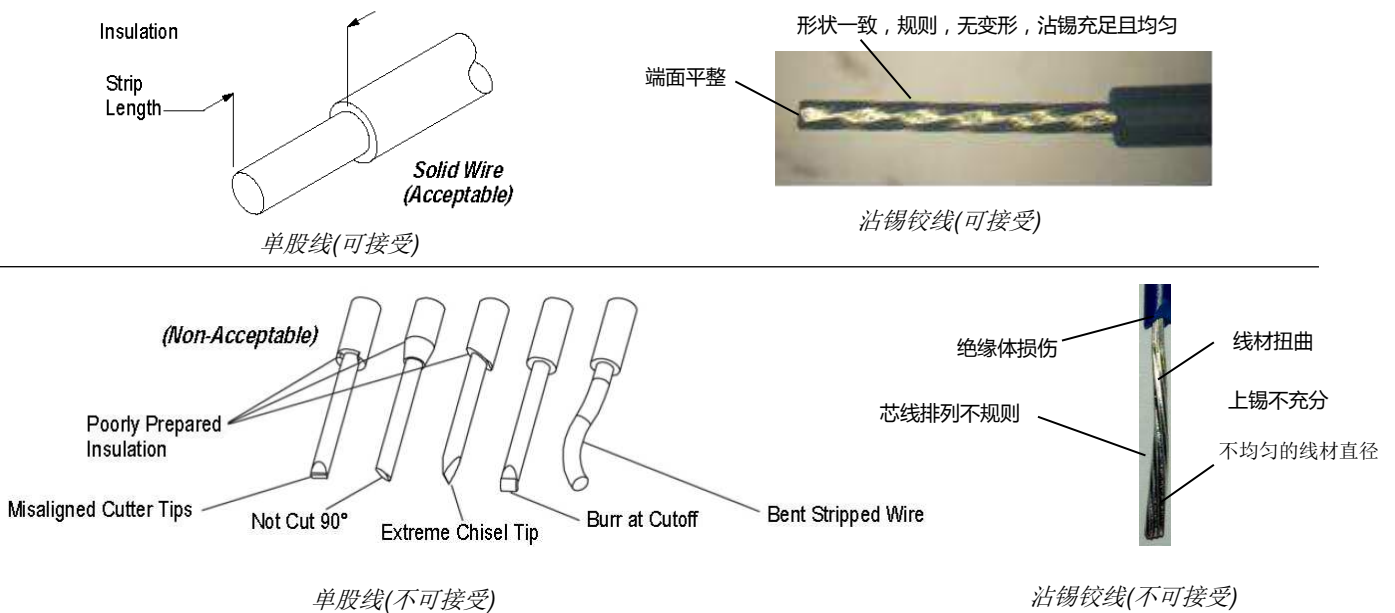 Insulation
Strip
Length
Solid Wire
(Acceptable)
单股线(可接受)
形状一致，规则，无变形，沾锡充足且均匀
端面平整
沾锡铰线(可接受)
(Non-Acceptable)
Poorly Prepared
Insulation
Misaligned Cutter Tips
Not Cut 90°
Extreme Chisel Tip
Burr at Cutoff
Bent Stripped Wire
单股线(不可接受)
绝缘体损伤
线材扭曲
芯线排列不规则
上锡不充分
不均匀的线材直径
沾锡铰线(不可接受)